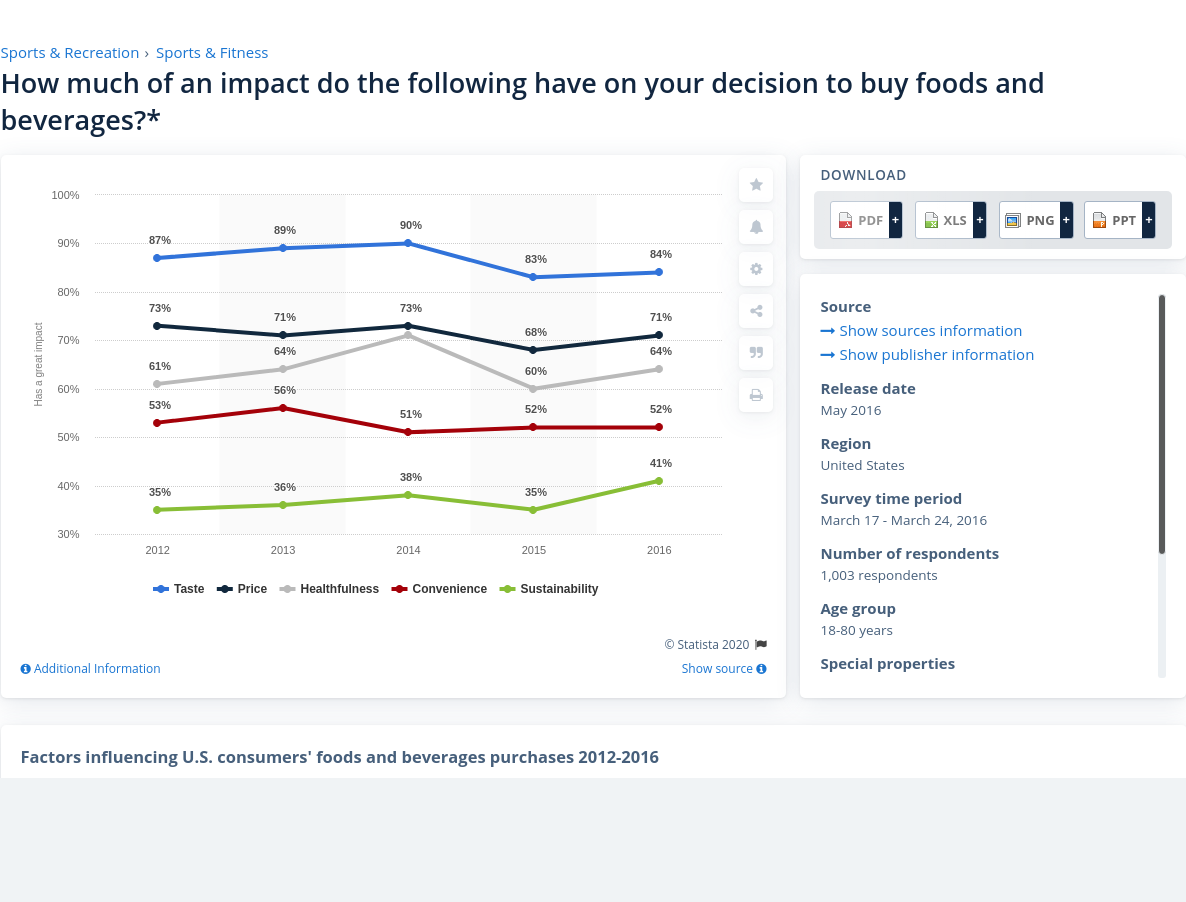 Sports & Recreation › Sports & Fitness
How much of an impact do the following have on your decision to buy foods and
beverages?*
100%
90%
80%
70%
60%
50%
40%
30%
Has a great impact
87%
89%
90%
83%
84%
73%
71%
73%
68%
71%
61%
64%
60%
64%
53%
56%
51%
52%
52%
35%
36%
38%
35%
41%
2012
2013
2014
2015
2016
Taste
Price
Healthfulness
Convenience
Sustainability
© Statista 2020
Additional Information
Show source
DOWNLOAD
PDF +
XLS +
PNG +
PPT +
Source
Show sources information
Show publisher information
Release date
May 2016
Region
United States
Survey time period
March 17 - March 24, 2016
Number of respondents
1,003 respondents
Age group
18-80 years
Special properties
Factors influencing U.S. consumers' foods and beverages purchases 2012-2016